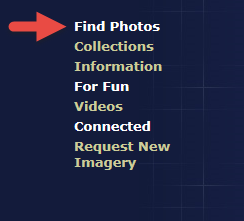 Find Photos
Collections
Information
For Fun
Videos
Connected
Request New
Imagery